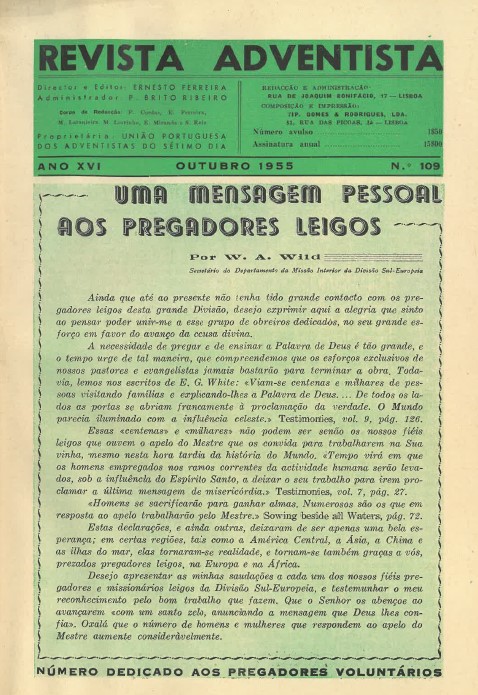 REVISTA ADVENTISTA
Director e Editor: ERNESTO FERREIRA
Administrador: P. BRITO RIBEIRO
Corpo de Redacção: F. Cordas, E. Ferreira,
M. Lourinho, E. Miranda e S. Reis
Proprietária: UNIÃO PORTUGUESA
DOS ADVENTISTAS DO SÉTIMO DIA
REDACÇÃO E ADMINISTRAÇÃO:
RUA DE JOAQUIM BONIFÁCIO, 17 — LISBOA
COMPOSIÇÃO E IMPRESSÃO:
TIP. GOMES & RODRIGUES, LDA.
RUA DAS PICOAS, — LISBOA
Número avulso 1$50
Assinatura anual
ANO XVI OUTUBRO 1955 N.º 109
UMA MENSAGEM PESSOAL
AOS PREGADORES LEIGOS
Por W. A. Wild
Secretário do Departamento da Missão Interior da Divisão Sul-Europeia
Ainda que até ao presente não tenha tido grande contacto com os pre-
gadores leigos desta grande Divisão, desejo exprimir aqui a alegria que sinto
ao pensar poder unir-me a esse grupo de obreiros dedicados, no seu grande es-
forço em favor do avanço da causa divina.
A necessidade de pregar e de ensinar a Palavra de Deus é tão grande, e
o tempo urge de tal maneira, que compreendemos que os esforços exclusivos de
nossos pastores e evangelistas jamais bastarão para terminar a obra. Toda-
via, lemos nos escritos de E. G. White: «Viam-se centenas e milhares de pes-
soas visitando famílias e explicando-lhes a Palavra de Deus. ... De todos os la-
dos as portas se abriam francamente à proclamação da verdade. O Mundo
parecia iluminado com a influência celeste.» Testimonies, vol. 9, pág. 126.
Essas «centenas» e «milhares» não podem ser senão os nossos fiéis
leigos que ouvem o apelo do Mestre que os convida para trabalharem na Sua
vinha, mesmo nesta hora tardia da história do Mundo. «Tempo virá em que
os homens empregados nos ramos correntes da actividade humana serão leva-
dos, sob a influência do Espírito Santo, a deixar o seu trabalho para irem pro-
clamar a última mensagem de misericórdia.» Testimonies, vol. 7, pág. 27.
«Homens se sacrificarão para ganhar almas. Numerosos são os que em
resposta ao apelo trabalharão pelo Mestre.» Sowing beside all Waters, pág. 72.
Estas declarações, e ainda outras, deixaram de ser apenas uma bela es-
perança; em certas regiões, tais como a América Central, a Ásia, a China e
as ilhas do mar, elas tornaram-se realidade, e tornam-se também graças a vós,
prezados pregadores leigos, na Europa e na África.
Desejo apresentar as minhas saudações a cada um dos nossos fiéis pre-
gadores e missionários leigos da Divisão Sul-Europeia, e testemunhar o meu
reconhecimento pelo bom trabalho que fazem. Que o Senhor os abençoe ao
avançarem «com um santo zelo, anunciando a mensagem que Deus lhes con-
fia». Oxalá que o número de homens e mulheres que respondem ao apelo do
Mestre aumente consideràvelmente.
NÚMERO DEDICADO AOS PREGADORES VOLUNTÁRIOS